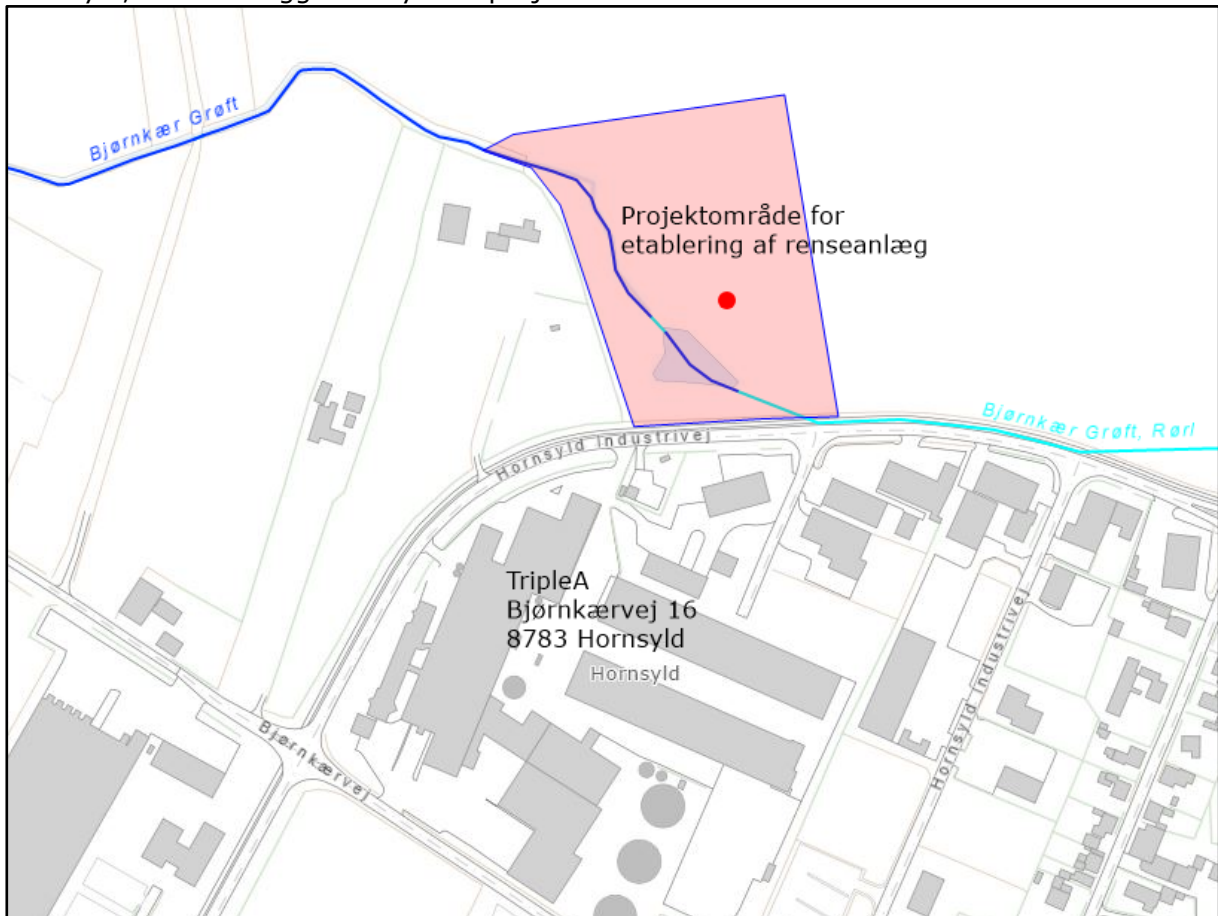 Bjørnkær Grøft
Projektområde for
etablering af renseanlæg
Bjørnkær Grøft, Rørl
Hornsyld Industrivej
TripleA
Bjørnkærvej 16
8783 Hornsyld
Hornsyld
Hornsyld Industrivej
Bjørnkærvej